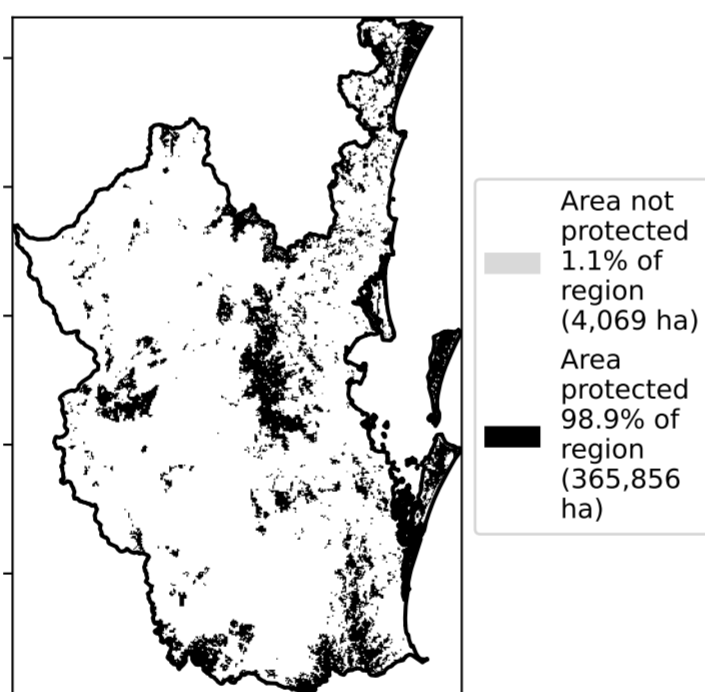 Area not
protected
1.1% of
region
(4,069 ha)
Area
protected
98.9% of
region
(365,856
ha)